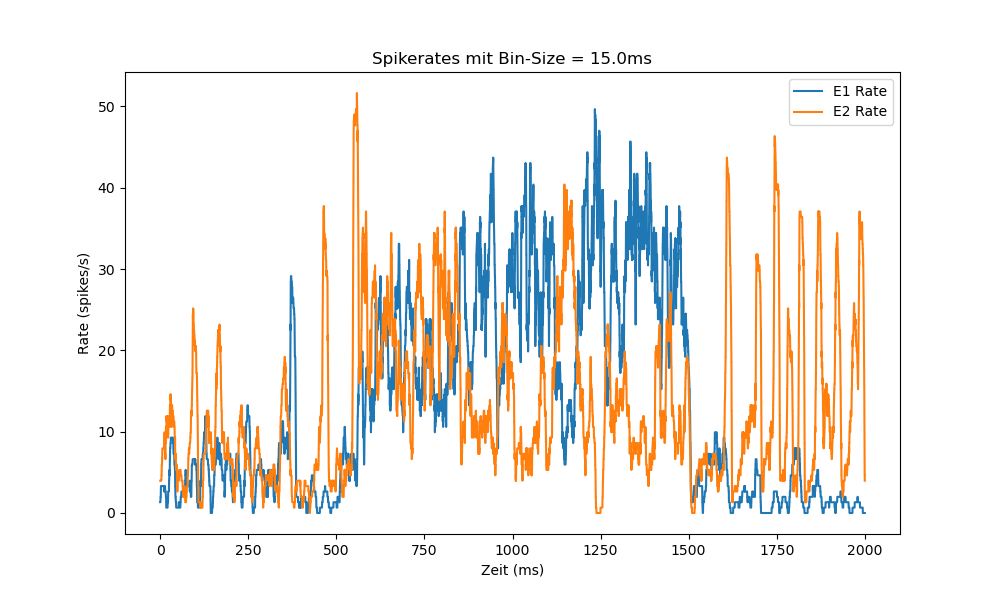 Spikerates mit Bin-Size = 15.0ms
E1 Rate
E2 Rate
Rate (spikes/s)
50
40
30
20
10
0
0 250 500 750 1000 1250 1500 1750 2000
Zeit (ms)